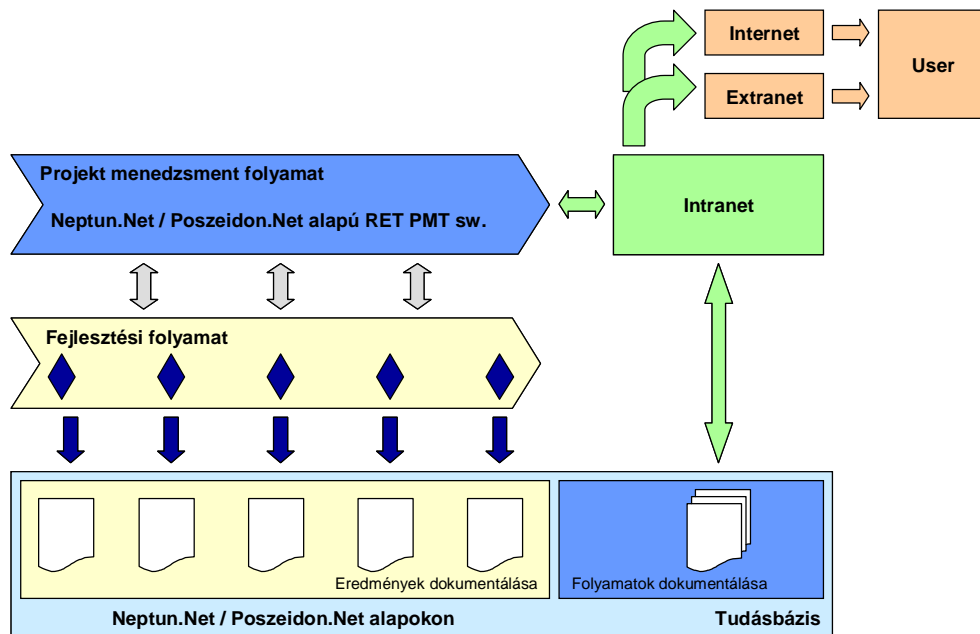 Internet
User
Extranet
Projekt menedzsment folyamat
Neptun.Net / Poszeidon.Net alapú RET PMT sw.
Intranet
Fejlesztési folyamat
Eredmények dokumentálása
Folyamatok dokumentálása
Neptun.Net / Poszeidon.Net alapokon
Tudásbázis